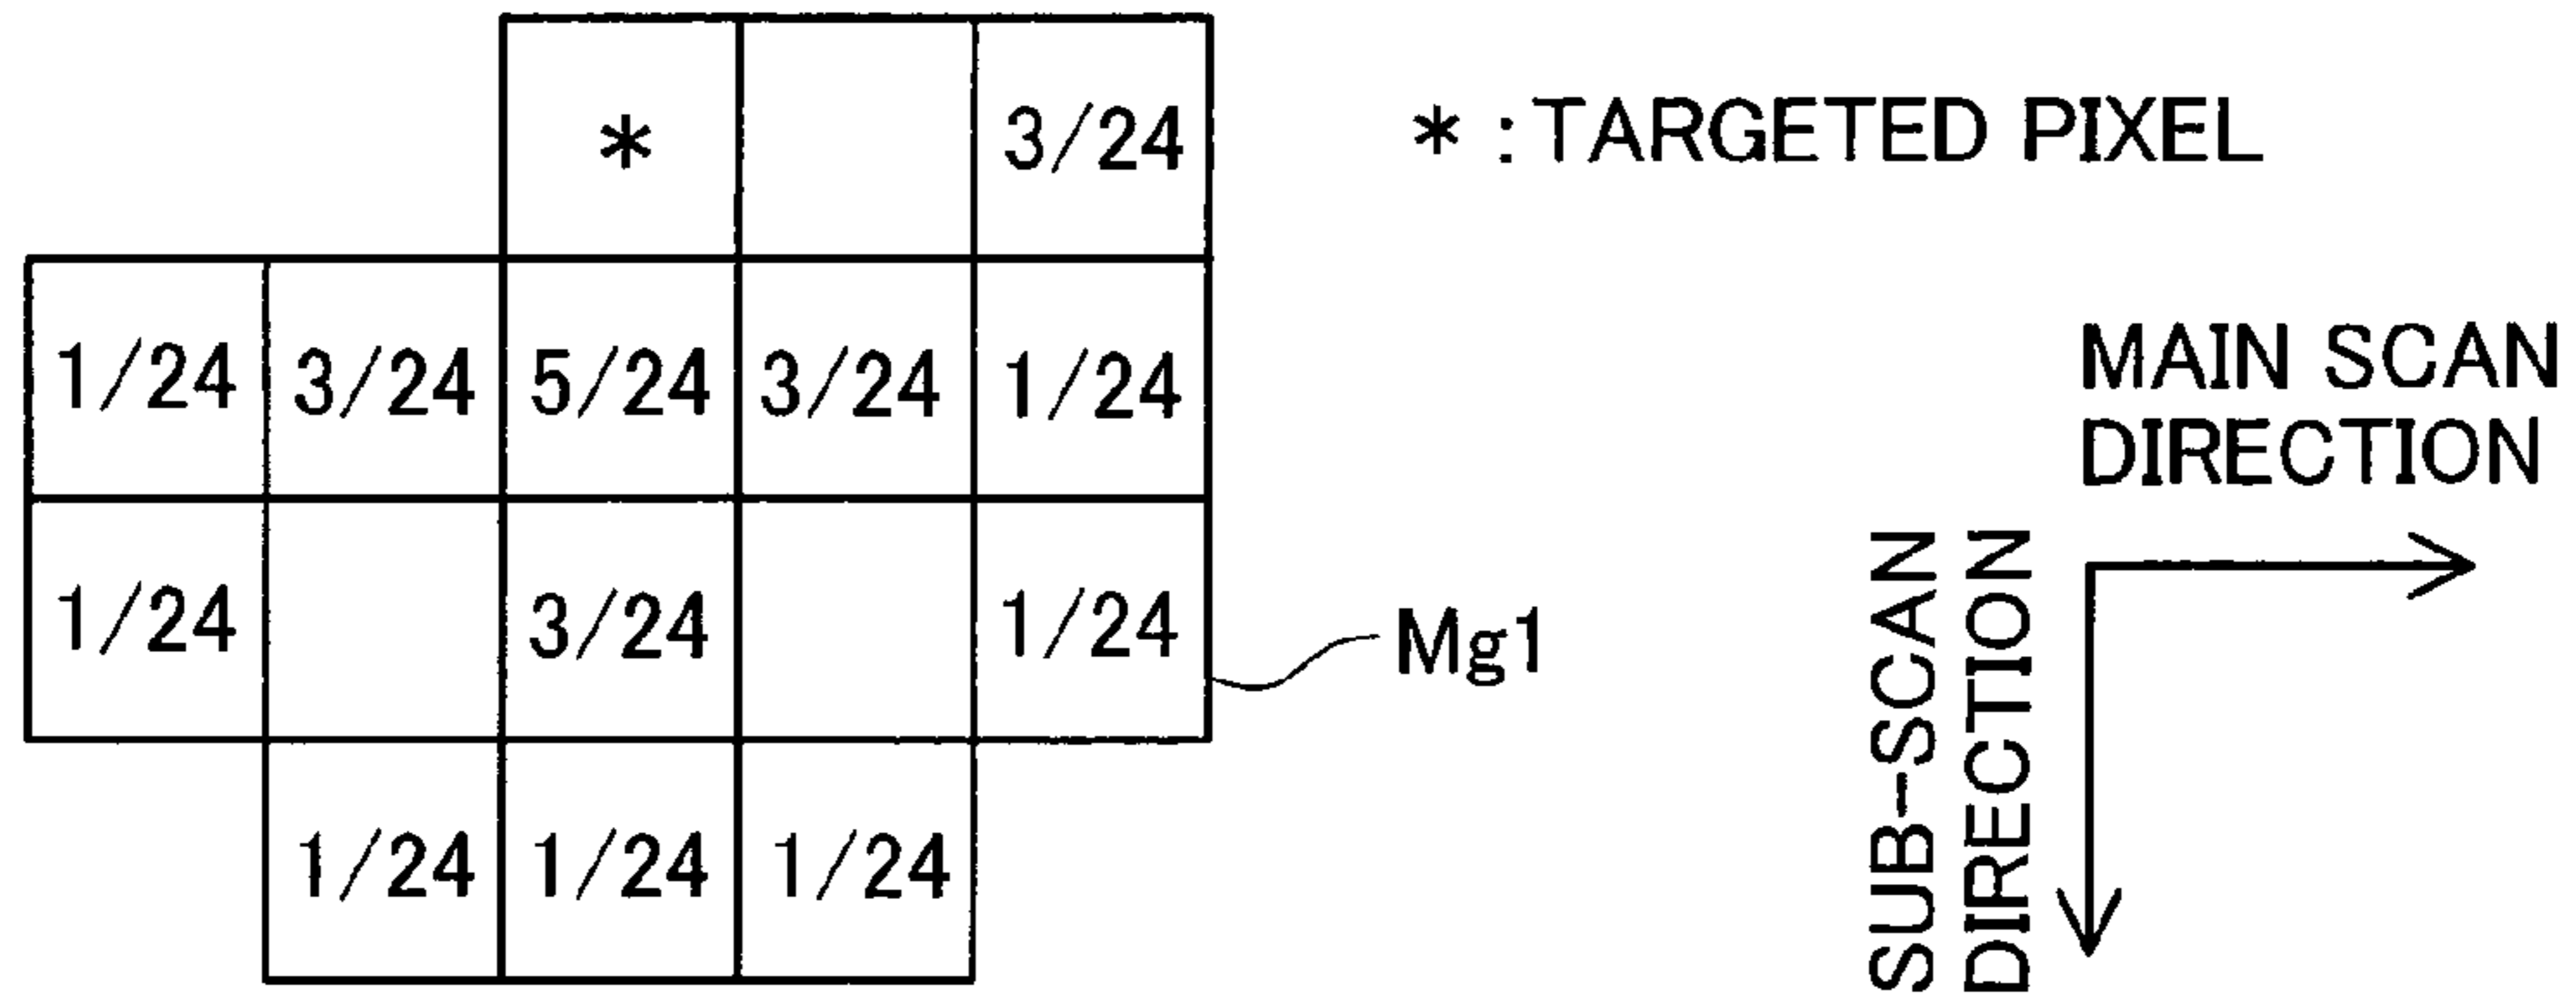 * 3/24 * : TARGETED PIXEL
1/24 3/24 5/24 3/24 1/24
1/24 3/24 1/24
1/24 1/24 1/24
Mg1
MAIN SCAN
DIRECTION
SUB-SCAN
DIRECTION